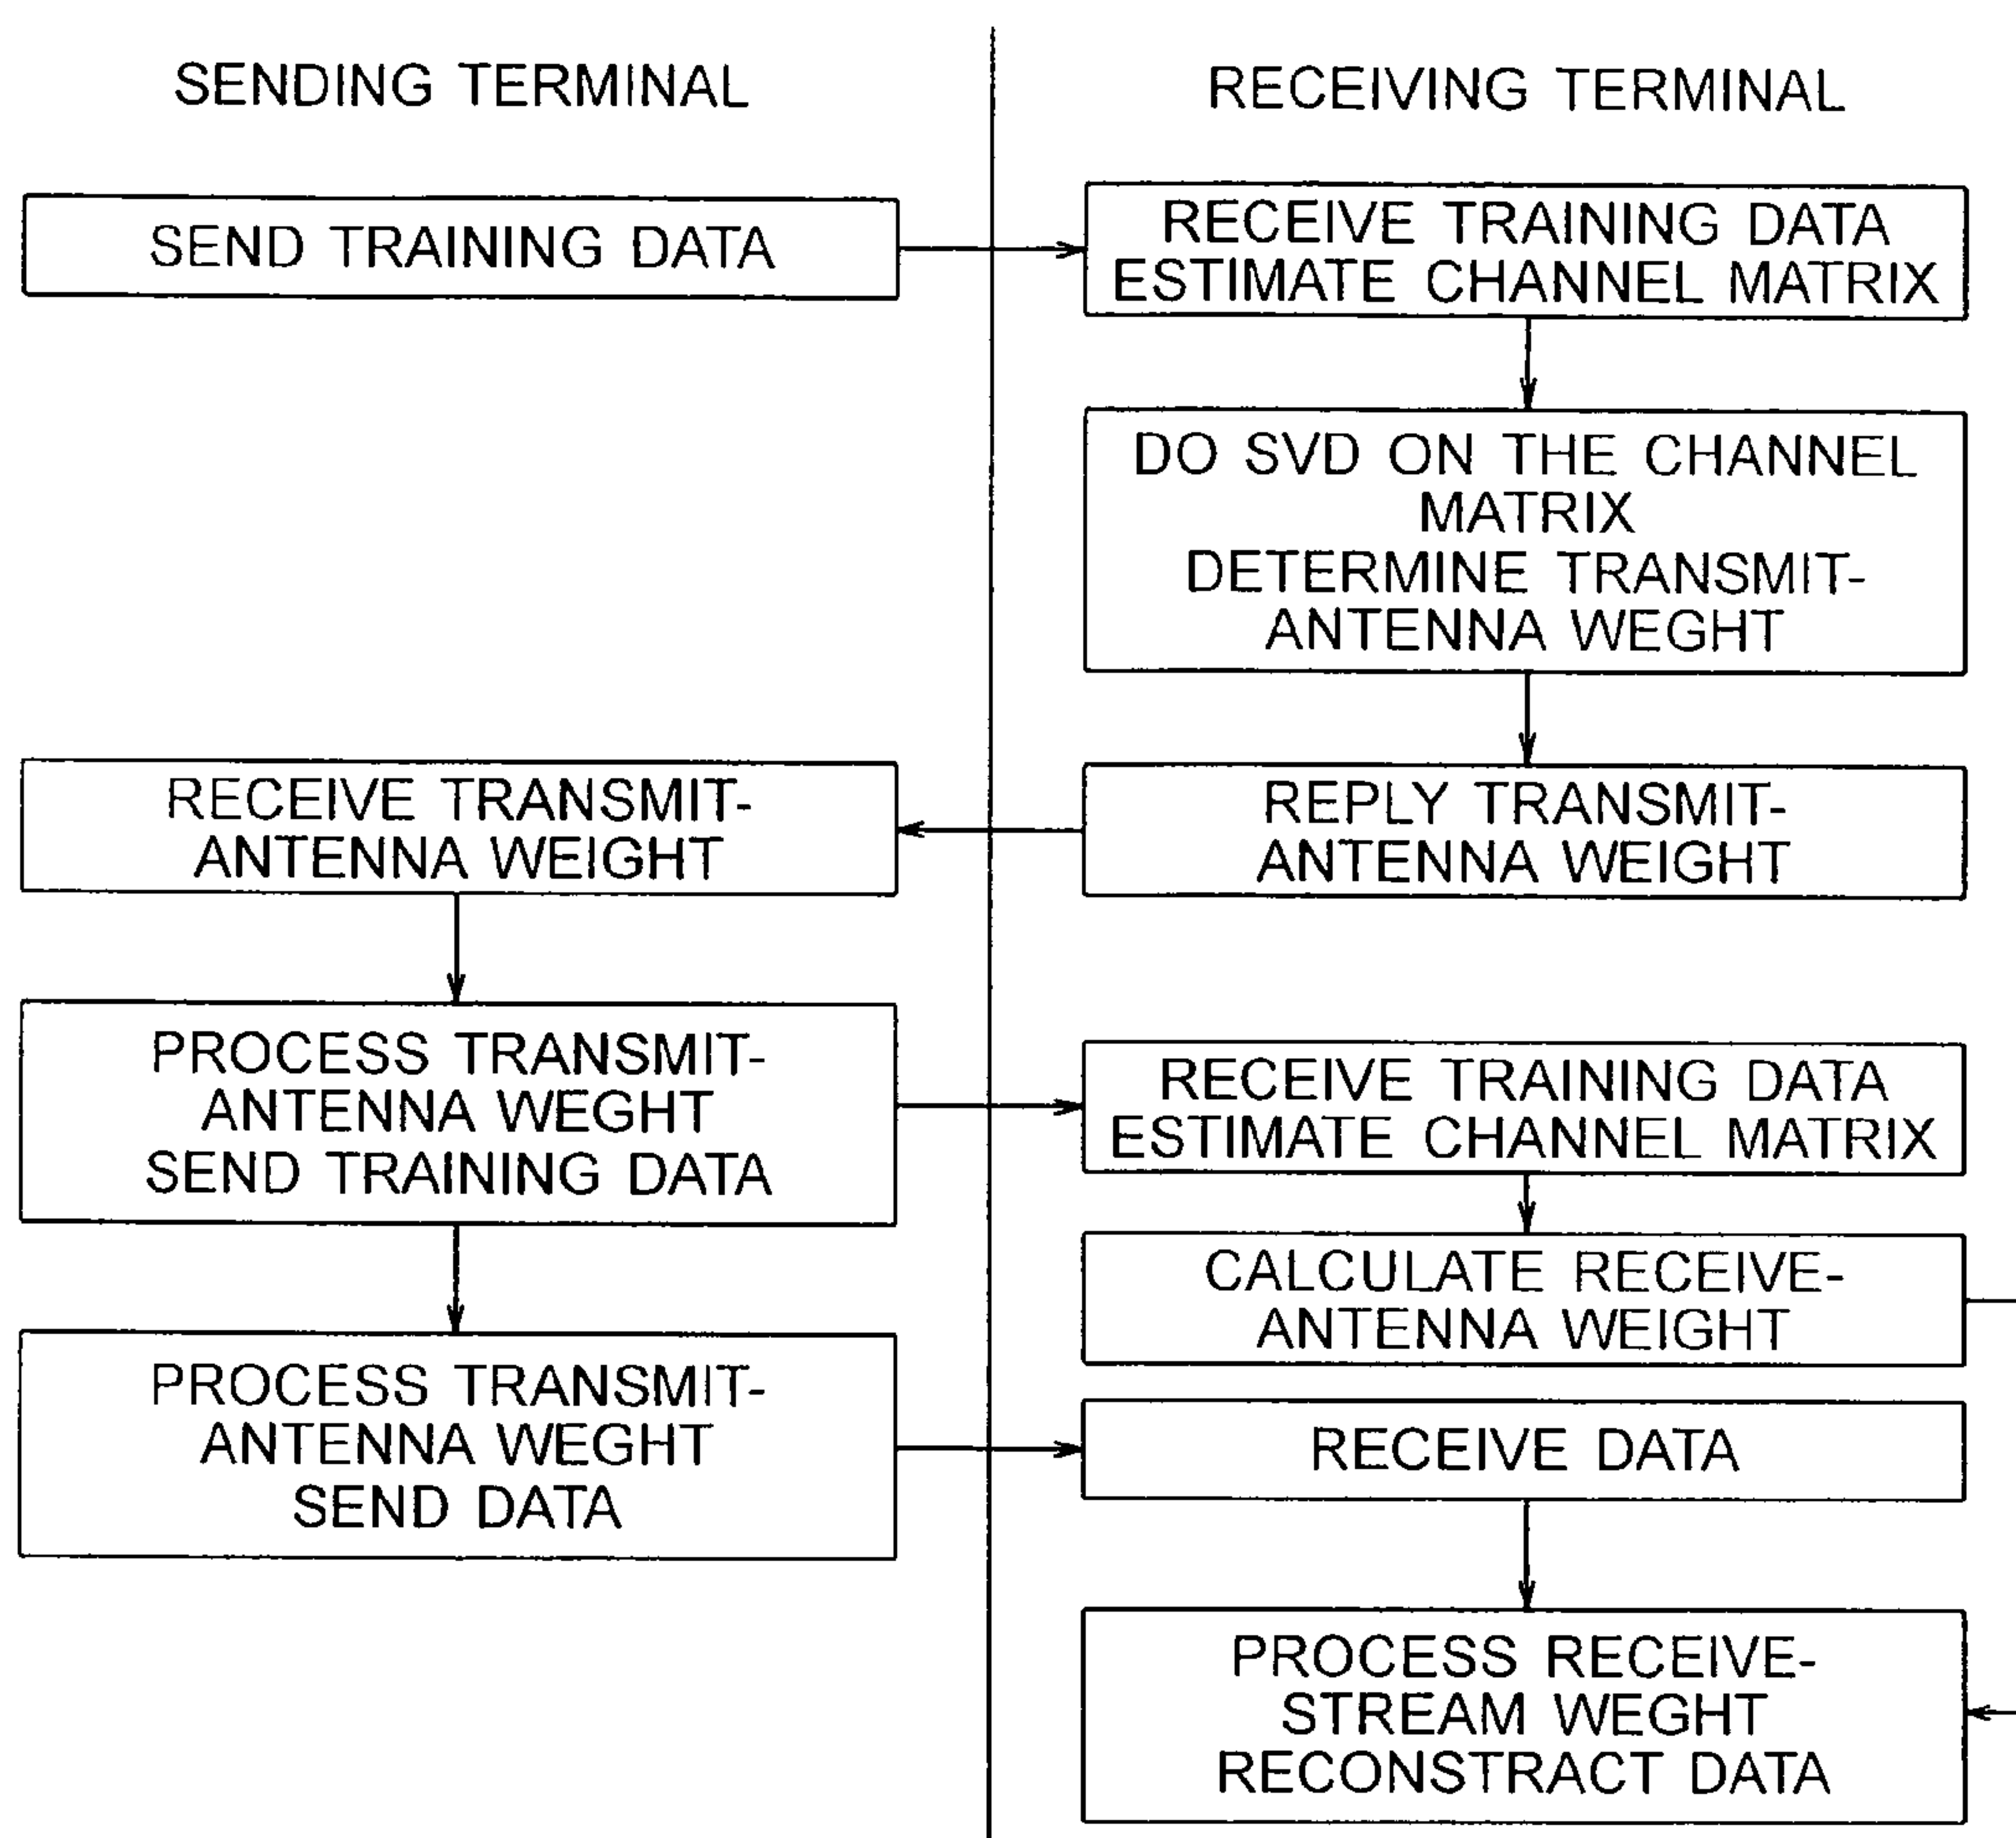 SENDING TERMINAL
RECEIVING TERMINAL
SEND TRAINING DATA
RECEIVE TRAINING DATA
ESTIMATE CHANNEL MATRIX
DO SVD ON THE CHANNEL
MATRIX
DETERMINE TRANSMIT-
ANTENNA WEGHT
RECEIVE TRANSMIT-
ANTENNA WEIGHT
REPLY TRANSMIT-
ANTENNA WEIGHT
PROCESS TRANSMIT-
ANTENNA WEGHT
SEND TRAINING DATA
RECEIVE TRAINING DATA
ESTIMATE CHANNEL MATRIX
CALCULATE RECEIVE-
ANTENNA WEIGHT
PROCESS TRANSMIT-
ANTENNA WEGHT
SEND DATA
RECEIVE DATA
PROCESS RECEIVE-
STREAM WEGHT
RECONSTRACT DATA